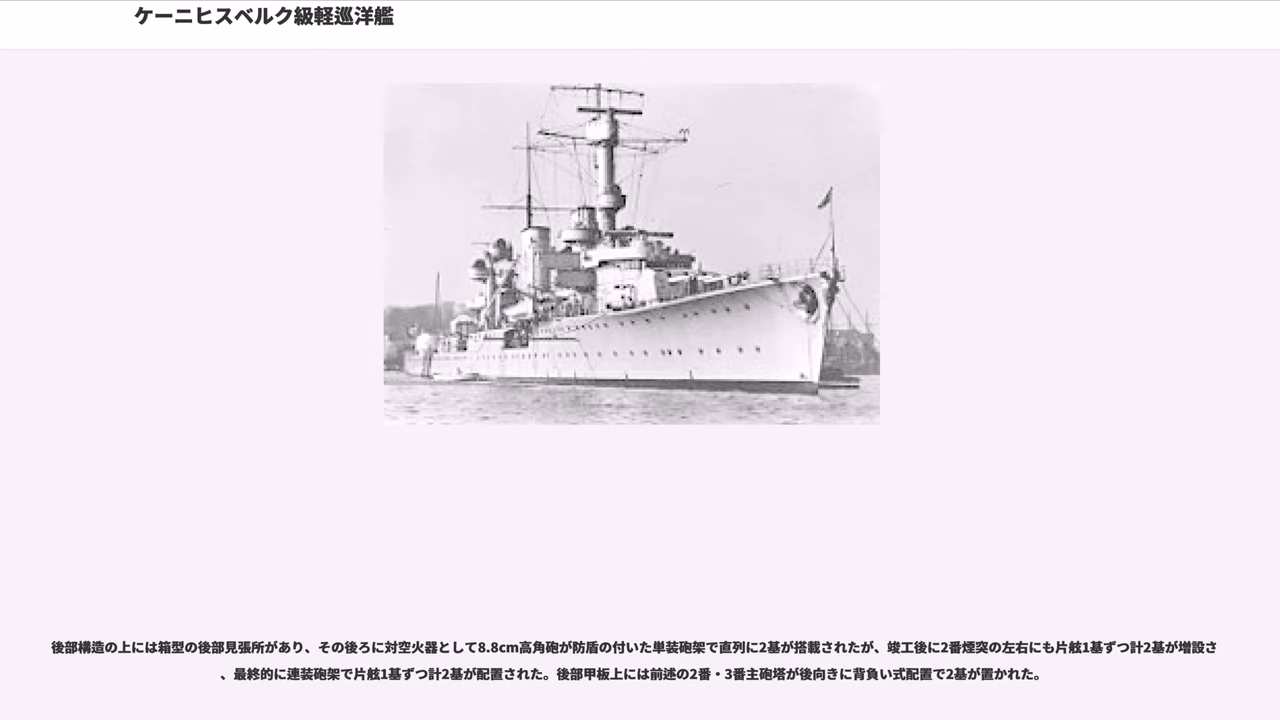 ケーニヒスベルク級軽巡洋艦
後部構造の上には箱型の後部見張所があり、その後ろに対空火器として8.8cm高角砲が防盾の付いた単装砲架で直列に2基が搭載されたが、竣工後に2番煙突の左右にも片舷1基ずつ計2基が増設さ
、最終的に連装砲架で片舷1基ずつ計2基が配置された。後部甲板上には前述の2番・3番主砲塔が後向きに背負い式配置で2基が置かれた。